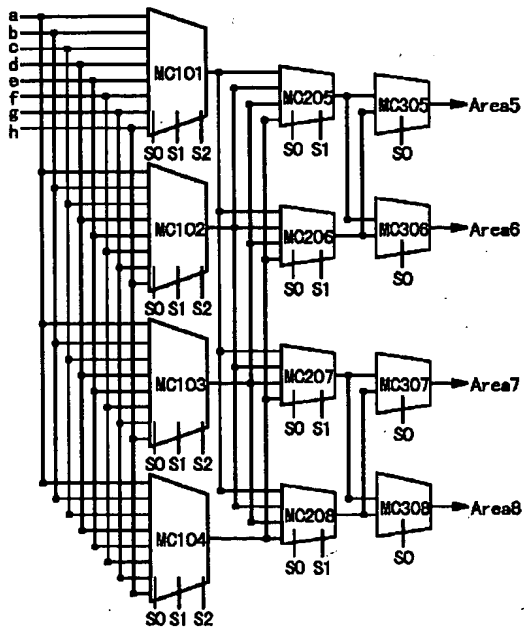 a
b
c
d
e
f
g
h
MC101
S0 S1 S2
MC205
S0 S1
MC305
S0
Area5
MC102
S0 S1 S2
MC206
S0 S1
MC306
S0
Area6
MC103
S0 S1 S2
MC207
S0 S1
MC307
S0
Area7
MC104
S0 S1 S2
MC208
S0 S1
MC308
S0
Area8